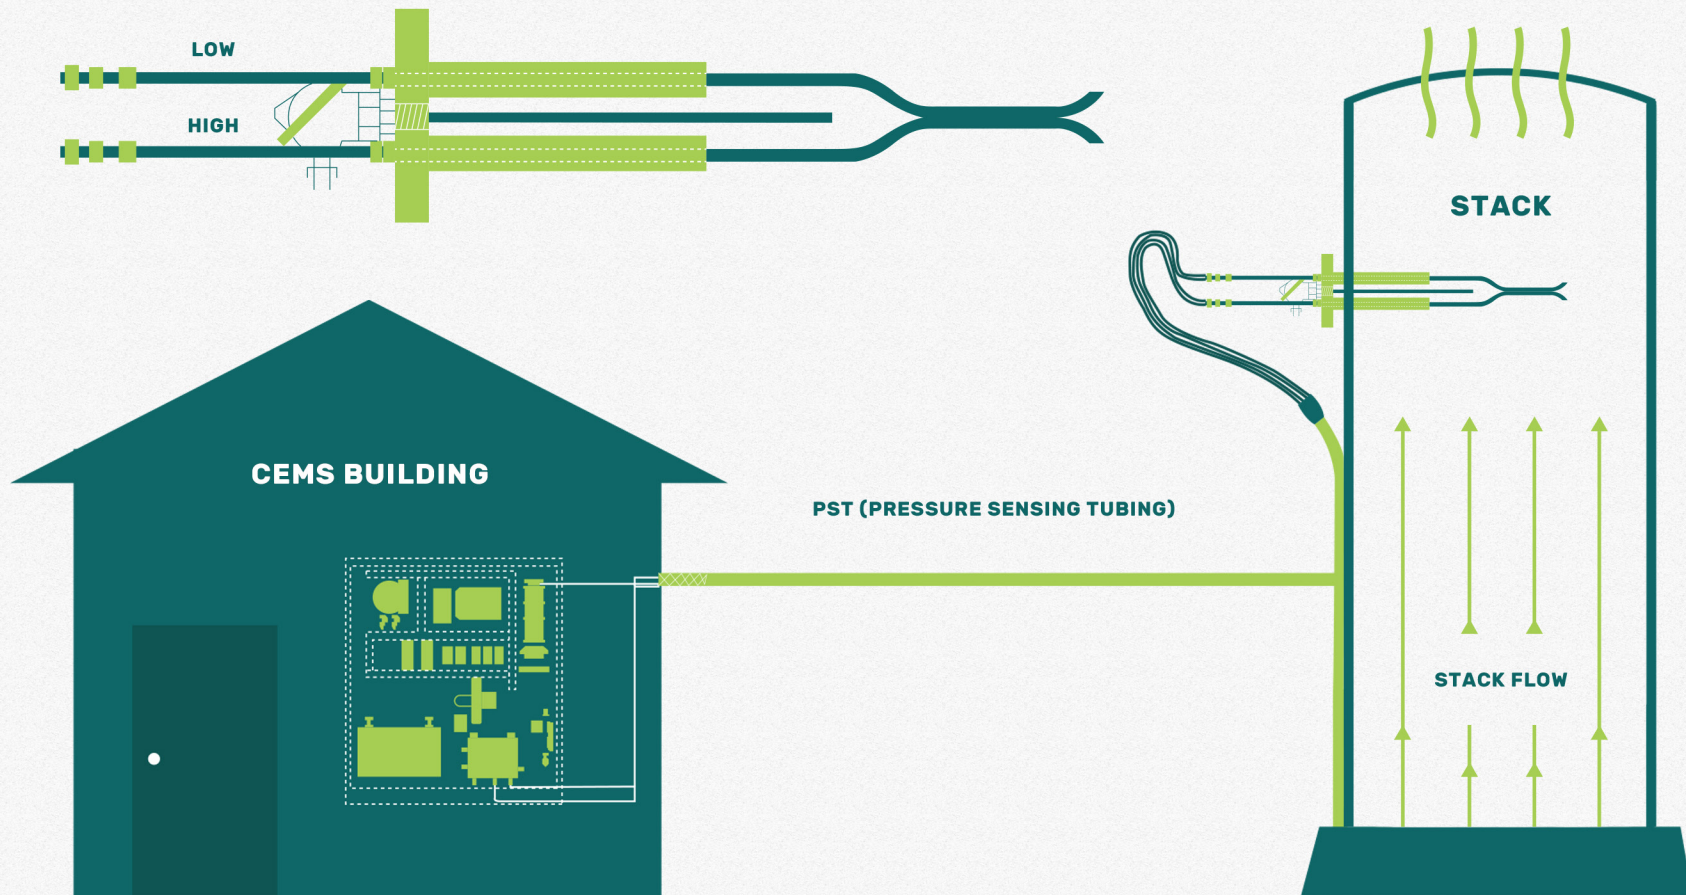 LOW
HIGH
STACK
CEMS BUILDING
PST (PRESSURE SENSING TUBING)
STACK FLOW